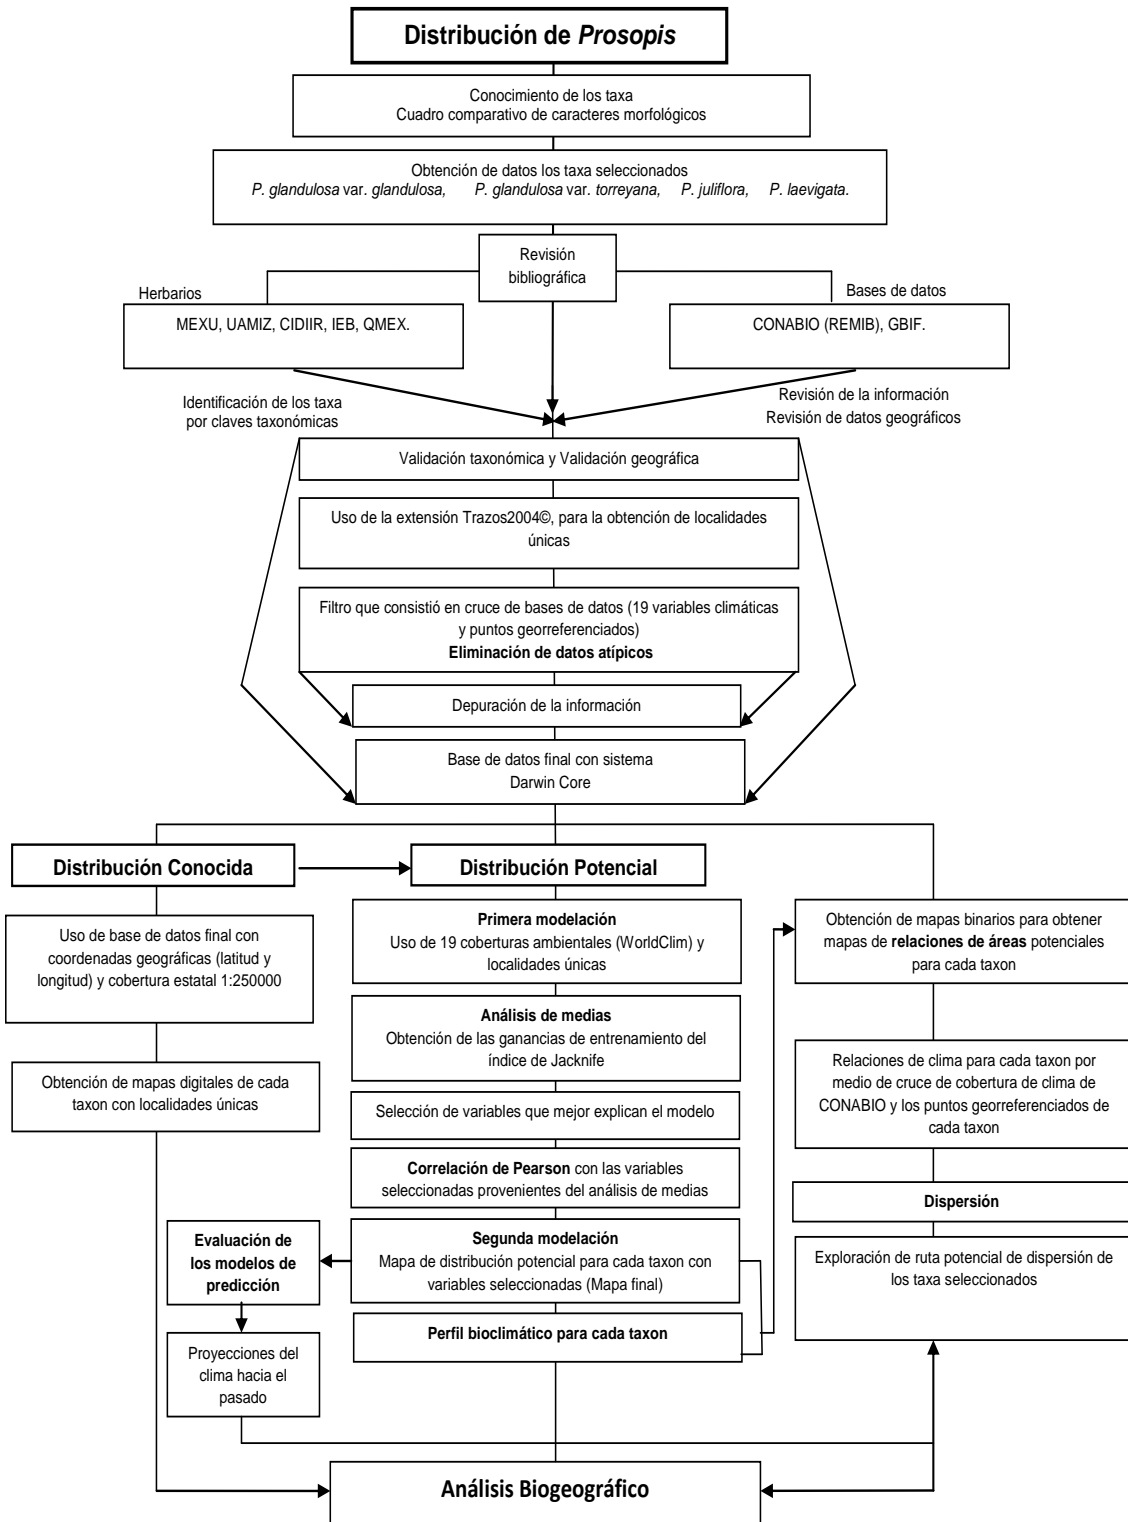 Distribución de Prosopis
Conocimiento de los taxa
Cuadro comparativo de caracteres morfológicos
Obtención de datos los taxa seleccionados
P. glandulosa var. glandulosa, P. glandulosa var. torreyana, P. juliflora, P. laevigata.
Revisión
bibliográfica
Herbarios
MEXU, UAMIZ, CIDIIR, IEB, QMEX.
Bases de datos
CONABIO (REMIB), GBIF.
Identificación de los taxa
por claves taxonómicas
Revisión de la información
Revisión de datos geográficos
Validación taxonómica y Validación geográfica
Uso de la extensión Trazos2004©, para la obtención de localidades
únicas
Filtro que consistió en cruce de bases de datos (19 variables climáticas
y puntos georreferenciados)
Eliminación de datos atípicos
Depuración de la información
Base de datos final con sistema
Darwin Core
Distribución Conocida
Uso de base de datos final con
coordenadas geográficas (latitud y
longitud) y cobertura estatal 1:250000
Obtención de mapas digitales de cada
taxon con localidades únicas
Distribución Potencial
Primera modelación
Uso de 19 coberturas ambientales (WorldClim) y
localidades únicas
Análisis de medias
Obtención de las ganancias de entrenamiento del
índice de Jacknife
Selección de variables que mejor explican el modelo
Correlación de Pearson con las variables
seleccionadas provenientes del análisis de medias
Segunda modelación
Mapa de distribución potencial para cada taxon con
variables seleccionadas (Mapa final)
Perfil bioclimático para cada taxon
Evaluación de
los modelos de
predicción
Proyecciones del
clima hacia el
pasado
Obtención de mapas binarios para obtener
mapas de relaciones de áreas potenciales
para cada taxon
Relaciones de clima para cada taxon por
medio de cruce de cobertura de clima de
CONABIO y los puntos georreferenciados de
cada taxon
Dispersión
Exploración de ruta potencial de dispersión de
los taxa seleccionados
Análisis Biogeográfico